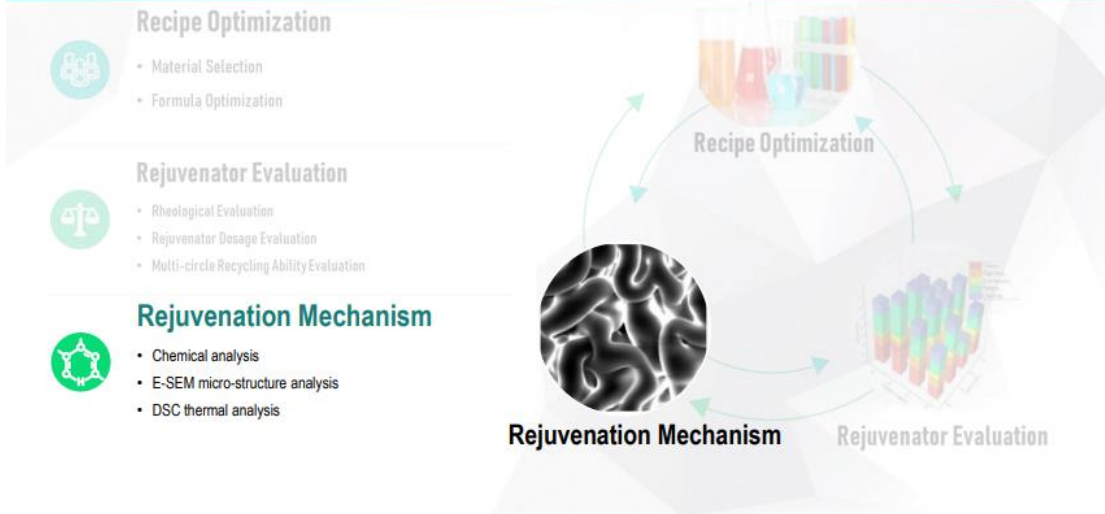 Recipe Optimization
• Material Selection
• Formula Optimization
Rejuvenator Evaluation
• Rheological Evaluation
• Rejuvenator Dosage Evaluation
• Multi-circle Recycling Ability Evaluation
Rejuvenation Mechanism
• Chemical analysis
• E-SEM micro-structure analysis
• DSC thermal analysis
Recipe Optimization
Rejuvenation Mechanism
Rejuvenator Evaluation